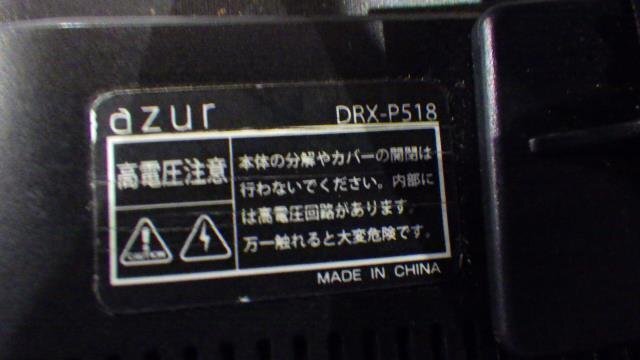 azur
DRX-P518
高電圧注意
CAUTION
本体の分解やカバーの開閉は
行わないでください。内部に
は高電圧回路があります。
万一触れると大変危険です。
MADE IN CHINA